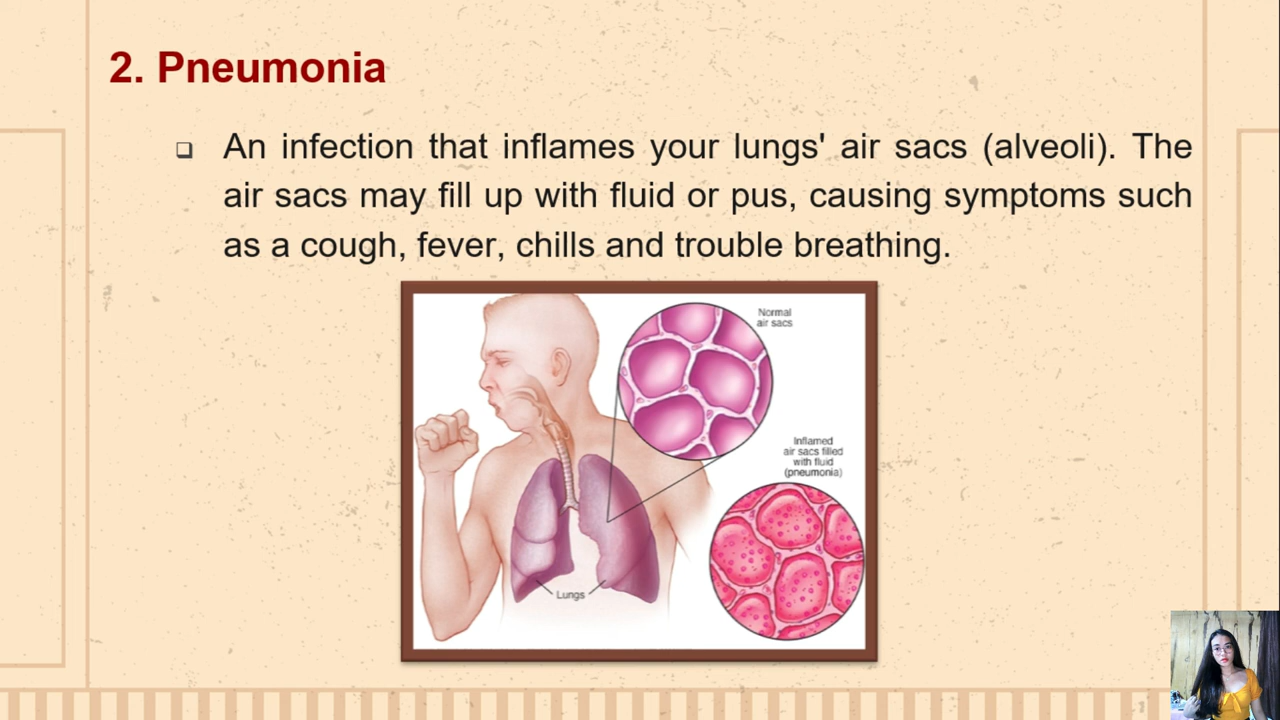 2. Pneumonia
An infection that inflames your lungs' air sacs (alveoli). The
air sacs may fill up with fluid or pus, causing symptoms such
as a cough, fever, chills and trouble breathing.
Normal
air sacs
Inflamed
air sacs filled
with fluid
(pneumonia)
Lungs